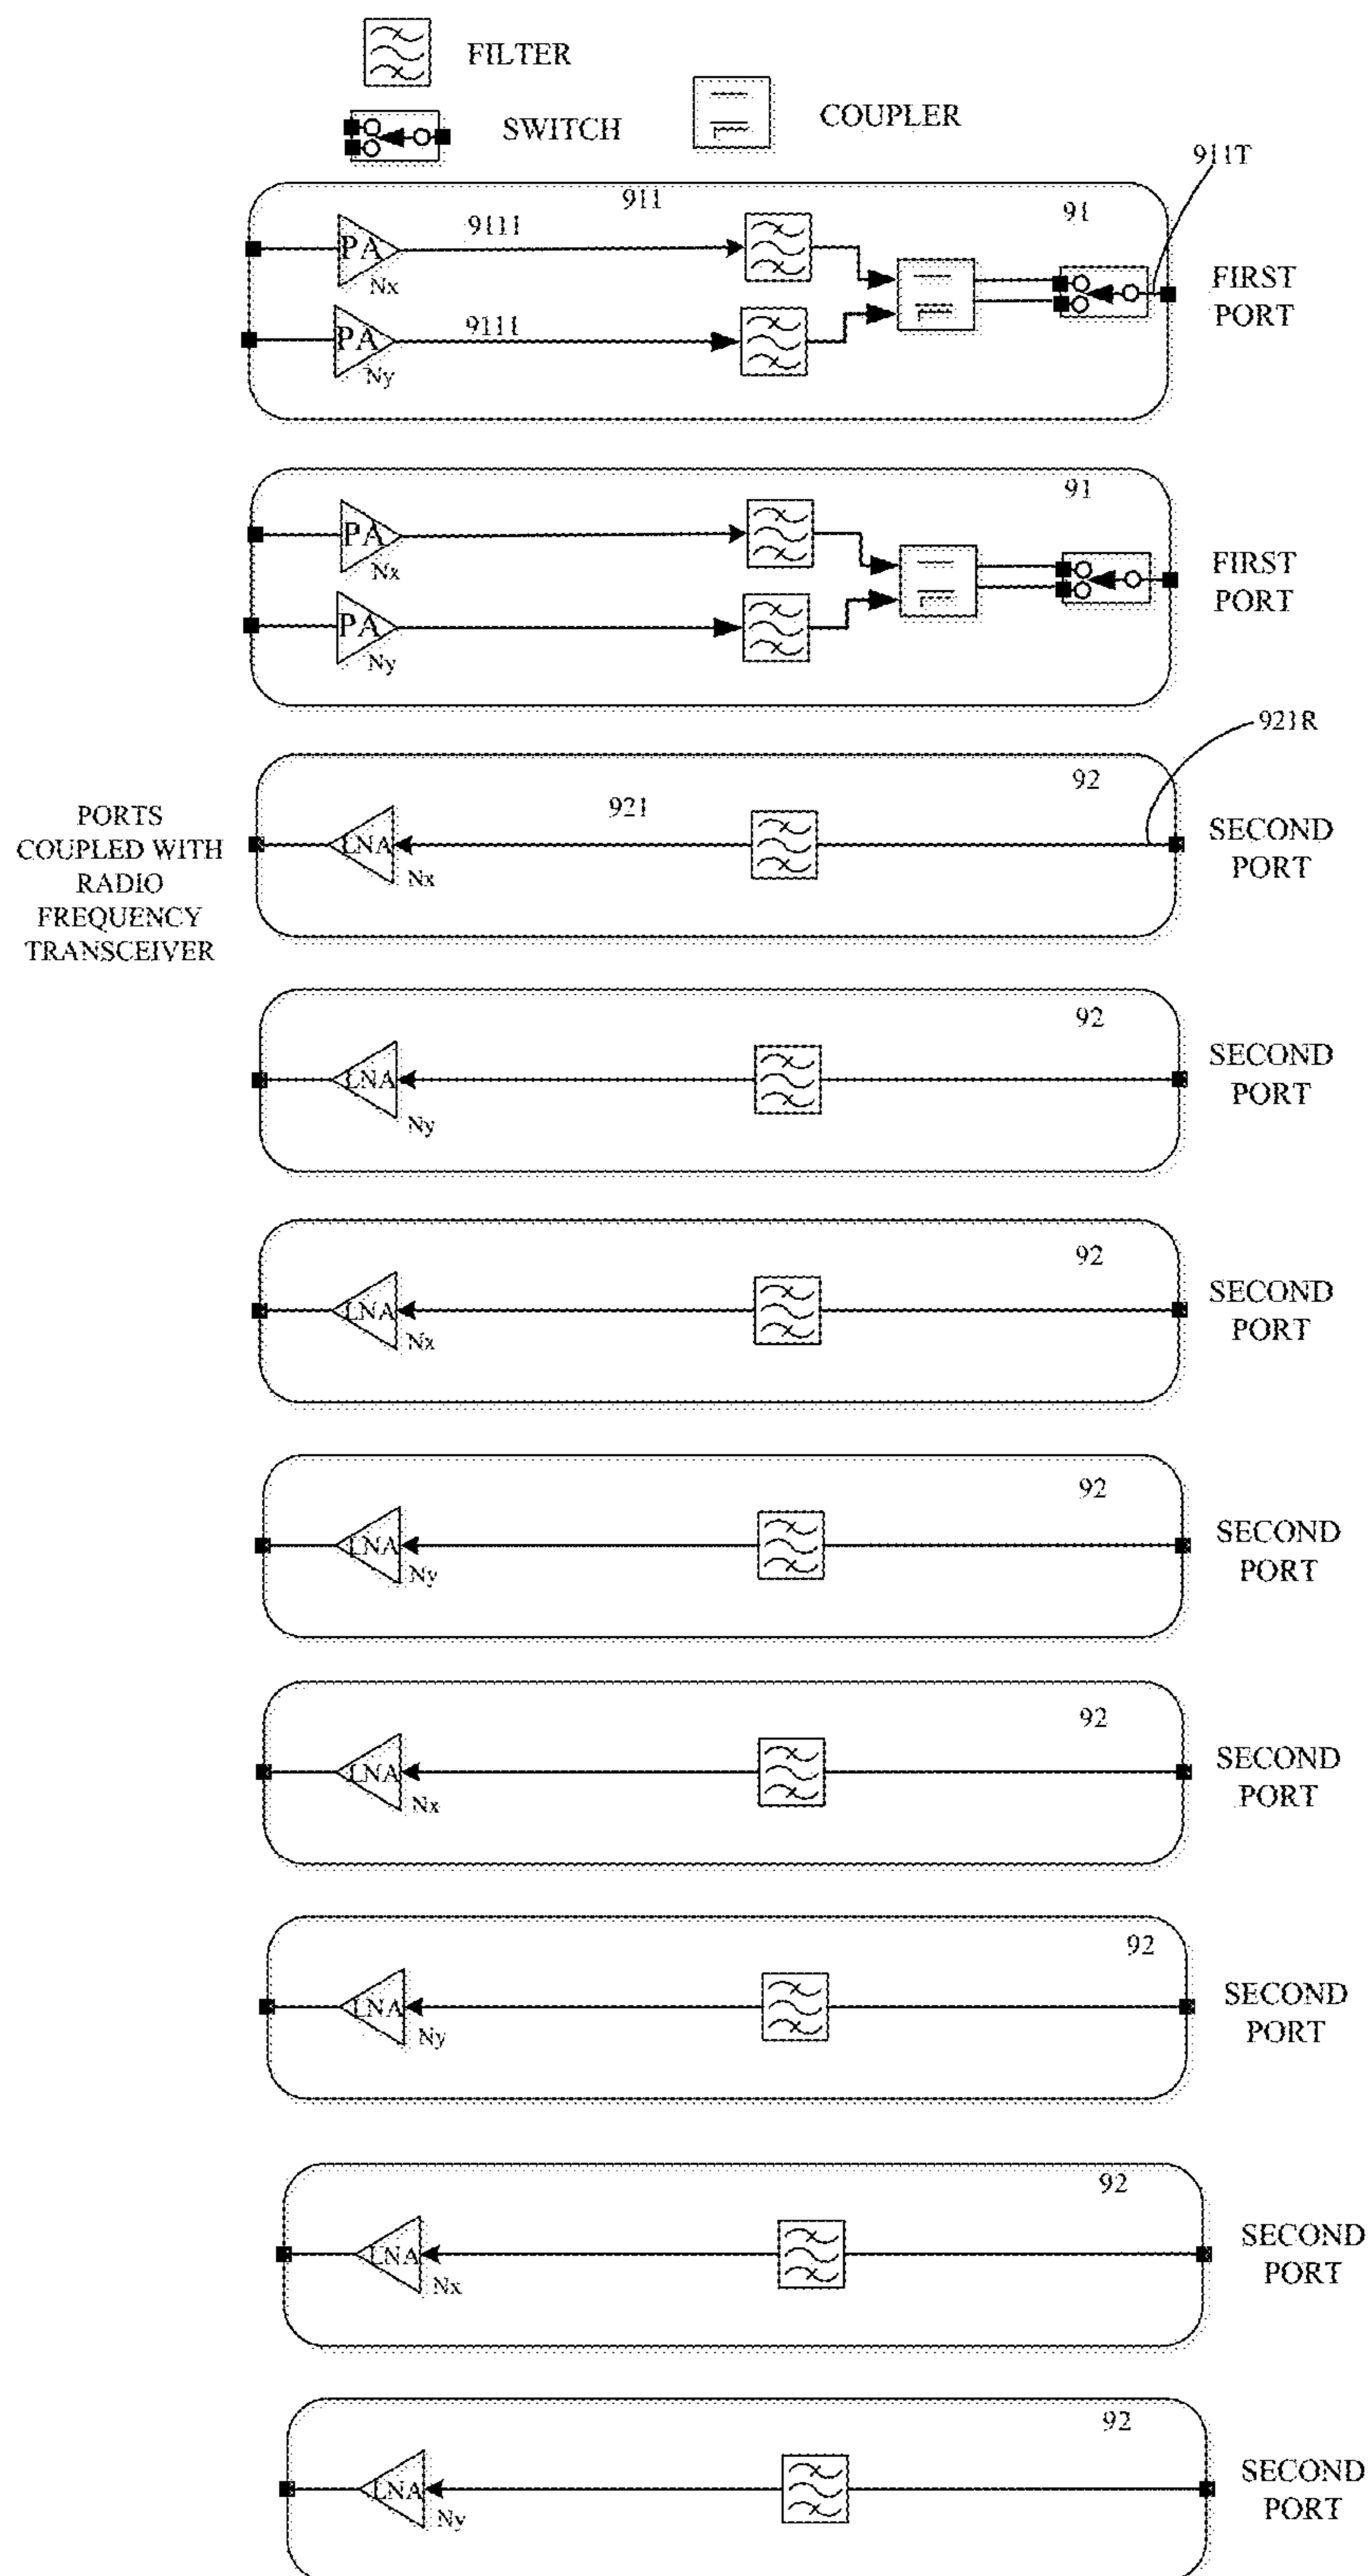 FILTER
SWITCH
COUPLER
911T
911
91
9111
PA
Nx
FIRST
PORT
9111
PA
Ny
91
PA
Nx
FIRST
PORT
PA
Ny
921R
PORTS
COUPLED WITH
RADIO
FREQUENCY
TRANSCEIVER
92
921
LNA
Nx
SECOND
PORT
92
LNA
Ny
SECOND
PORT
92
LNA
Nx
SECOND
PORT
92
LNA
Ny
SECOND
PORT
92
LNA
Nx
SECOND
PORT
92
LNA
Ny
SECOND
PORT
92
LNA
Nx
SECOND
PORT
92
LNA
Ny
SECOND
PORT